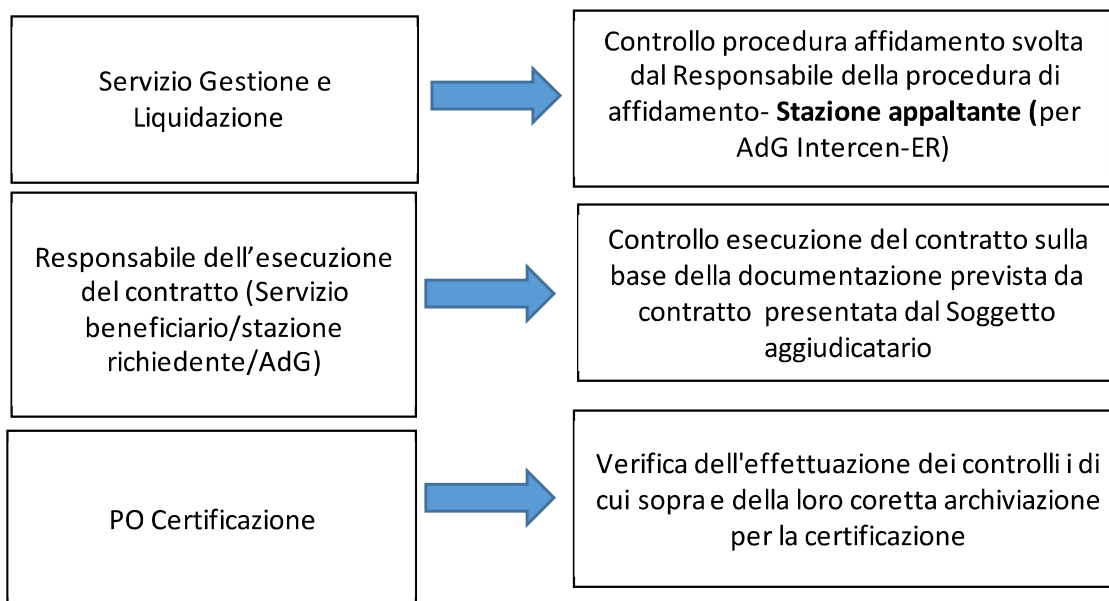 Servizio Gestione e
Liquidazione
Controllo procedura affidamento svolta
dal Responsabile della procedura di
affidamento- Stazione appaltante (per
AdG Intercen-ER)
Responsabile dell’esecuzione
del contratto (Servizio
beneficiario/stazione
richiedente/AdG)
Controllo esecuzione del contratto sulla
base della documentazione prevista da
contratto presentata dal Soggetto
aggiudicatario
PO Certificazione
Verifica dell'effettuazione dei controlli i di
cui sopra e della loro coretta archiviazione
per la certificazione